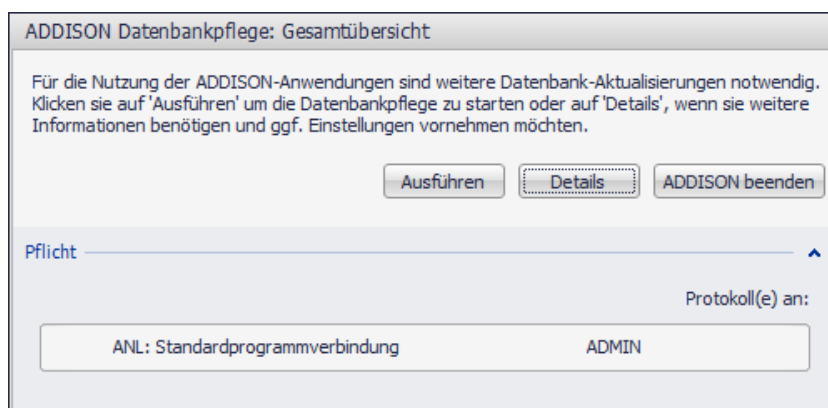 ADDISON Datenbankpflege: Gesamtübersicht
Für die Nutzung der ADDISON-Anwendungen sind weitere Datenbank-Aktualisierungen notwendig.
Klicken sie auf 'Ausführen' um die Datenbankpflege zu starten oder auf 'Details', wenn sie weitere
Informationen benötigen und ggf. Einstellungen vornehmen möchten.
Ausführen Details ADDISON beenden
Pflicht
Protokoll(e) an:
ANL: Standardprogrammverbindung ADMIN